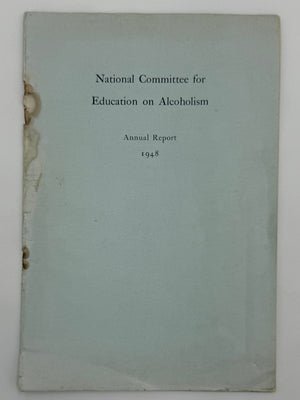 National Committee for
Education on Alcoholism
Annual Report
1948